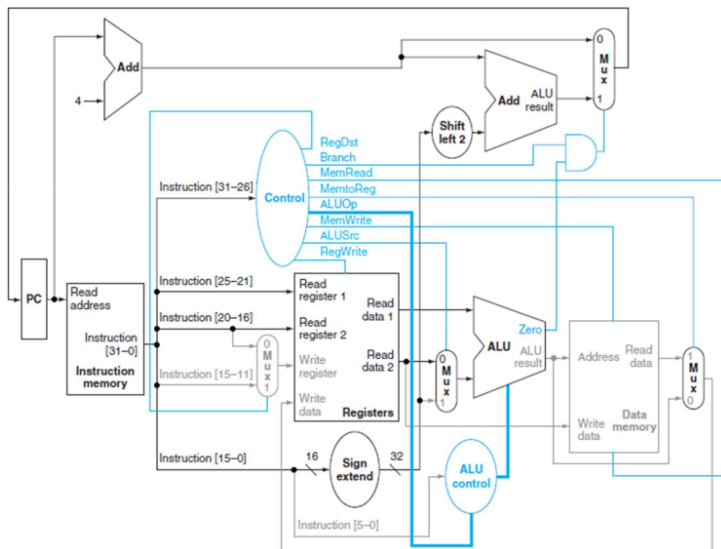 0
M
u
x
1
Add
4
Add
ALU
result
Shift
left 2
RegDst
Branch
MemRead
MemtoReg
ALUOp
MemWrite
ALUSrc
RegWrite
Control
Instruction [31–26]
Instruction [25–21]
Instruction [20–16]
Instruction [15–11]
Instruction [15–0]
Instruction [5–0]
PC
Read
address
Instruction
[31–0]
Instruction
memory
0
M
u
x
1
Read
register 1
Read
register 2
Write
register
Write
data
Read
data 1
Read
data 2
Registers
0
M
u
x
1
Zero
ALU
ALU
result
Address
Read
data
Write
data
Data
memory
1
M
u
x
0
16
Sign
extend
32
ALU
control